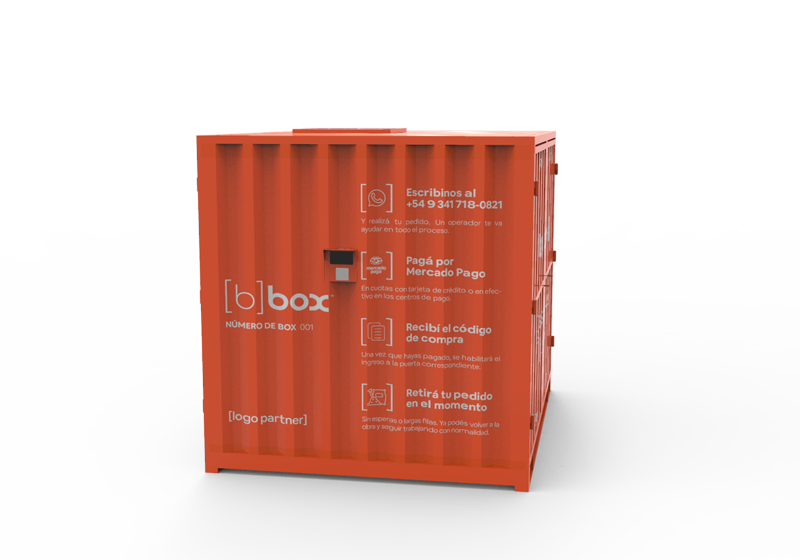 Escribinos al
+54 9 341 718-0821
Y realirá tu pedido. Un operador te va
ayudar en todo el proceso.
mercado
pago
Pagá por
Mercado Pago
En cuotas con tarjeta de crédito o en efec-
tivo en los centros de pago.
[b]box
NÚMERO DE BOX 001
Recibí el código
de compra
Una vez que hayas pagado, se habilitará el
ingreso a la puerta correspondiente.
Retirá tu pedido
en el momento
Sin esperas o largas filas. Ya podés volver a la
obra y seguir trabajando con normalidad.
[logo partner]